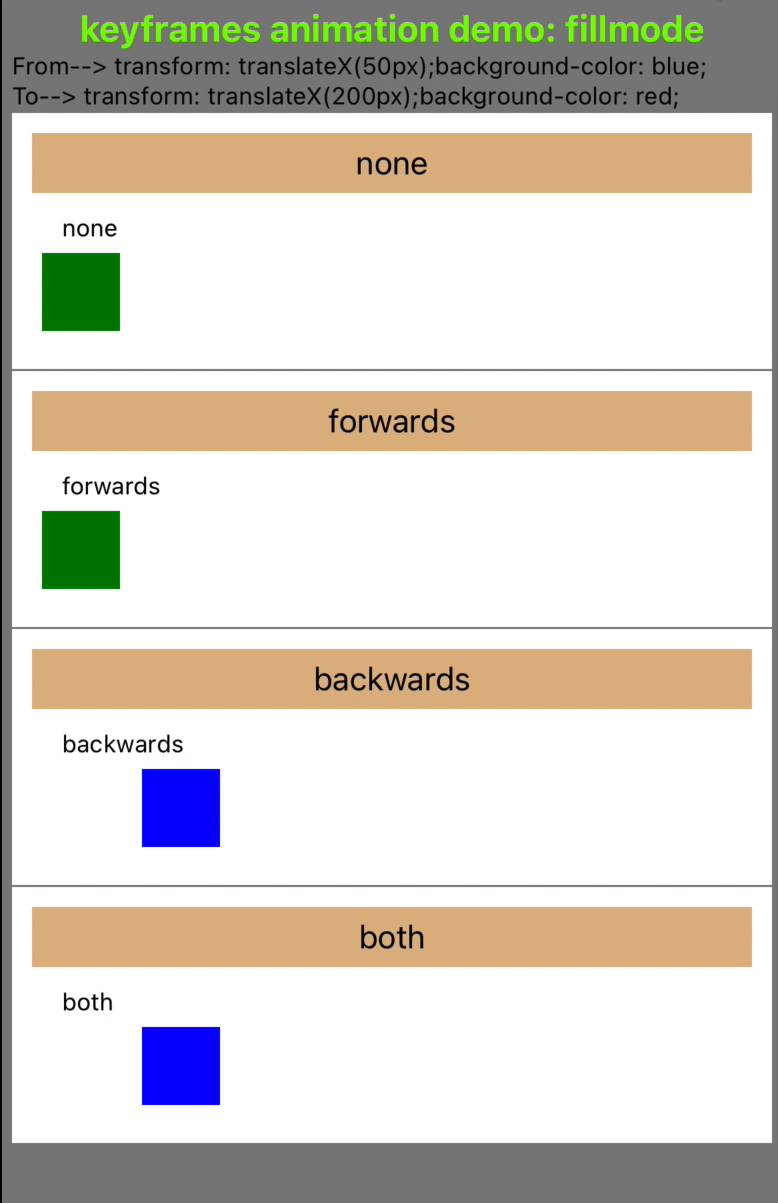 keyframes animation demo: fillmode
From--> transform: translateX(50px);background-color: blue;
To--> transform: translateX(200px);background-color: red;
none
none
forwards
forwards
backwards
backwards
both
both